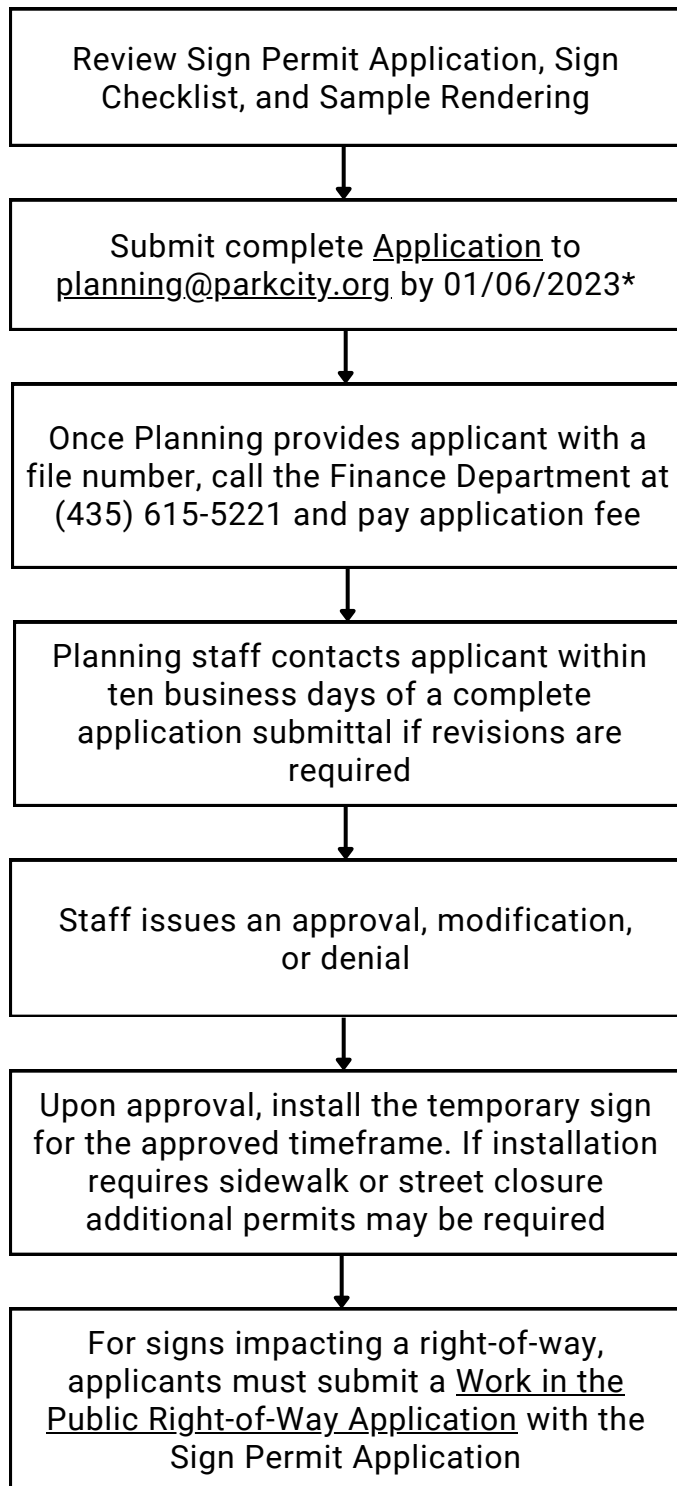 Review Sign Permit Application, Sign
Checklist, and Sample Rendering
Submit complete Application to
planning@parkcity.org by 01/06/2023*
Once Planning provides applicant with a
file number, call the Finance Department at
(435) 615-5221 and pay application fee
Planning staff contacts applicant within
ten business days of a complete
application submittal if revisions are
required
Staff issues an approval, modification,
or denial
Upon approval, install the temporary sign
for the approved timeframe. If installation
requires sidewalk or street closure
additional permits may be required
For signs impacting a right-of-way,
applicants must submit a Work in the
Public Right-of-Way Application with the
Sign Permit Application